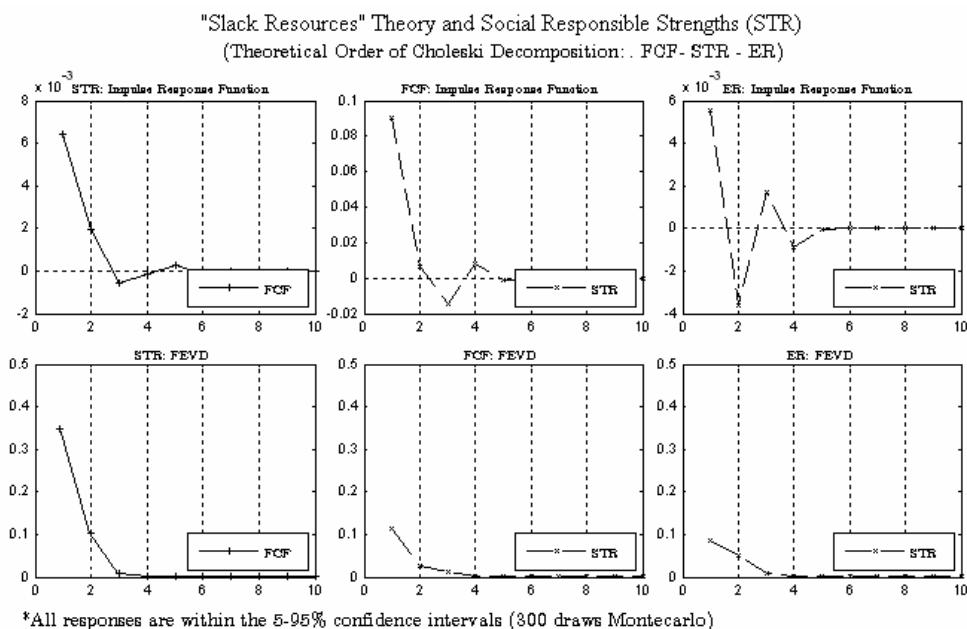 "Slack Resources" Theory and Social Responsible Strengths (STR)
(Theoretical Order of Choleski Decomposition: . FCF- STR - ER)
x 10^-3
STR: Impulse Response Function
8
6
4
2
0
-2
0 2 4 6 8 10
FCF
FCF: Impulse Response Function
0.1
0.08
0.06
0.04
0.02
0
-0.02
0 2 4 6 8 10
STR
x 10^-3
ER: Impulse Response Function
6
4
2
0
-2
-4
0 2 4 6 8 10
STR
STR: FEVD
0.5
0.4
0.3
0.2
0.1
0
0 2 4 6 8 10
FCF
FCF: FEVD
0.5
0.4
0.3
0.2
0.1
0
0 2 4 6 8 10
STR
ER: FEVD
0.5
0.4
0.3
0.2
0.1
0
0 2 4 6 8 10
STR
*All responses are within the 5-95% confidence intervals (300 draws Montecarlo)